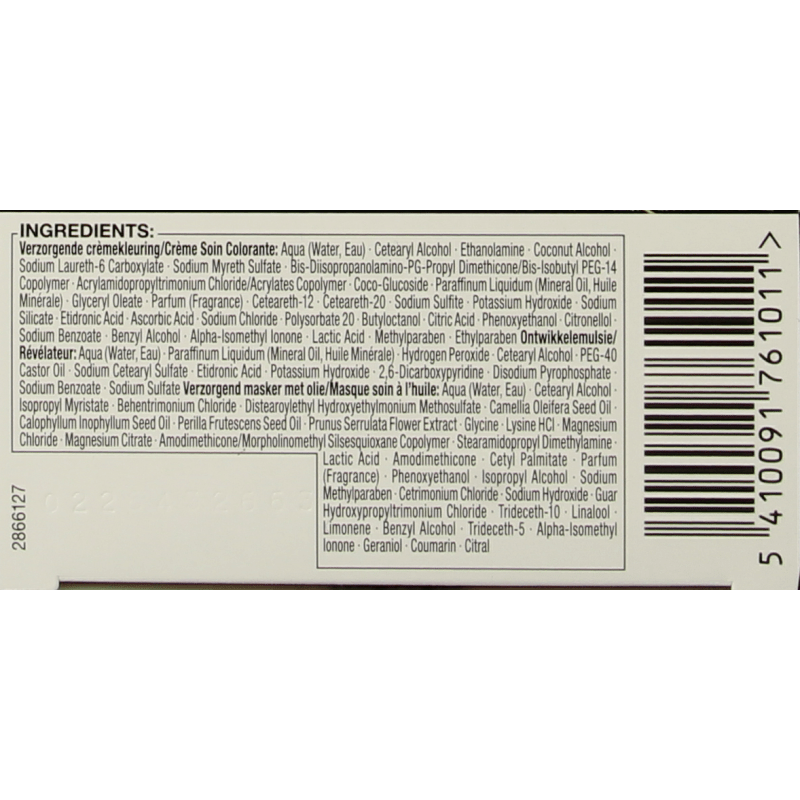 INGREDIENTS:
Verzorgende crèmekleuring/Crème Soin Colorante: Aqua (Water, Eau) · Cetearyl Alcohol · Ethanolamine · Coconut Alcohol ·
Sodium Laureth-6 Carboxylate · Sodium Myreth Sulfate · Bis-Diisopropanolamino-PG-Propyl Dimethicone/Bis-Isobutyl PEG-14
Copolymer · Acrylamidopropyltrimonium Chloride/Acrylates Copolymer · Coco-Glucoside · Paraffinum Liquidum (Mineral Oil, Huile
Minérale) · Glyceryl Oleate · Parfum (Fragrance) · Ceteareth-12 · Ceteareth-20 · Sodium Sulfite · Potassium Hydroxide · Sodium
Silicate · Etidronic Acid · Ascorbic Acid · Sodium Chloride · Polysorbate 20 · Butyloctanol · Citric Acid · Phenoxyethanol · Citronellol ·
Sodium Benzoate · Benzyl Alcohol · Alpha-Isomethyl Ionone · Lactic Acid · Methylparaben · Ethylparaben Ontwikkelemulsie/
Révélateur: Aqua (Water, Eau) · Paraffinum Liquidum (Mineral Oil, Huile Minérale) · Hydrogen Peroxide · Cetearyl Alcohol · PEG-40
Castor Oil · Sodium Cetearyl Sulfate · Etidronic Acid · Potassium Hydroxide · 2,6-Dicarboxypyridine · Disodium Pyrophosphate ·
Sodium Benzoate · Sodium Sulfate Verzorgend masker met olie/Masque soin à l'huile: Aqua (Water, Eau) · Cetearyl Alcohol ·
Isopropyl Myristate · Behentrimonium Chloride · Distearoylethyl Hydroxyethylmonium Methosulfate · Camellia Oleifera Seed Oil ·
Calophyllum Inophyllum Seed Oil · Perilla Frutescens Seed Oil · Prunus Serrulata Flower Extract · Glycine · Lysine HCl · Magnesium
Chloride · Magnesium Citrate · Amodimethicone/Morpholinomethyl Silsesquioxane Copolymer · Stearamidopropyl Dimethylamine ·
Lactic Acid · Amodimethicone · Cetyl Palmitate · Parfum
(Fragrance) · Phenoxyethanol · Isopropyl Alcohol · Sodium
Methylparaben · Cetrimonium Chloride · Sodium Hydroxide · Guar
Hydroxypropyltrimonium Chloride · Trideceth-10 · Linalool ·
Limonene · Benzyl Alcohol · Trideceth-5 · Alpha-Isomethyl
Ionone · Geraniol · Coumarin · Citral
2866127
5 410091 761011 >